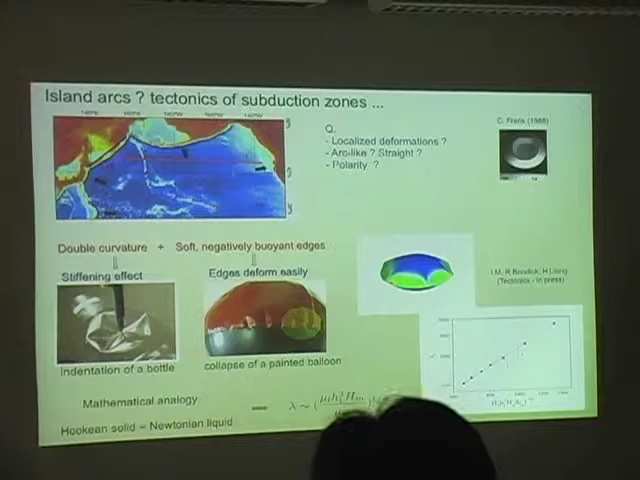 Island arcs ? tectonics of subduction zones ...
Q.
- Localized deformations ?
- Arc-like ? Straight ?
- Polarity ?
C. Frank (1968)
Double curvature + Soft, negatively buoyant edges
Stiffening effect
Edges deform easily
I.M, R.Bendick, H.Liang
(Tectonics - in press)
Indentation of a bottle
collapse of a painted balloon
Mathematical analogy
Hookean solid = Newtonian liquid